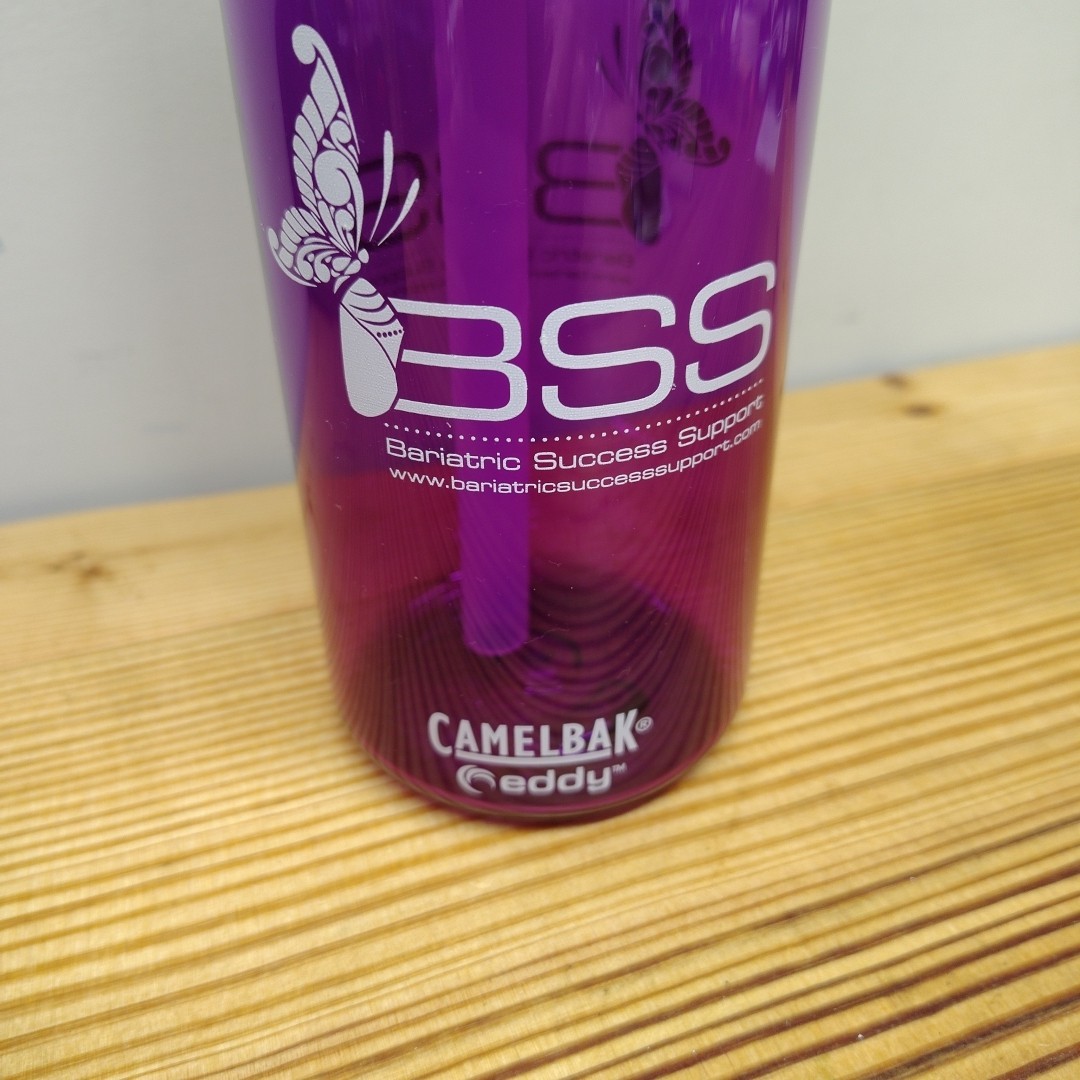 BSS
Bariatric Success Support
www.bariatricsuccesssupport.com
CAMELBAK®
eddy™